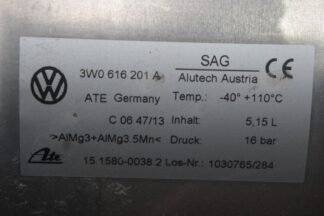 3W0 616 201 A
SAG
CE
ATE Germany
Alutech Austria
Temp.: -40° +110°C
C 06 47/13
Inhalt: 5,15 L
>AlMg3+AlMg3.5Mn<
Druck: 16 bar
Ate
15.1580-0038.2
Los-Nr.: 1030765/284